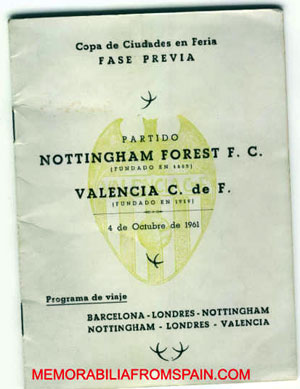 Copa de Ciudades en Feria
FASE PREVIA
PARTIDO
NOTTINGHAM FOREST F. C.
(FUNDADO EN 1865)
VALENCIA C. de F.
(FUNDADO EN 1919)
4 de Octubre de 1961
Programa de viaje
BARCELONA - LONDRES - NOTTINGHAM
NOTTINGHAM - LONDRES - VALENCIA
MEMORABILIAFROMSPAIN.COM